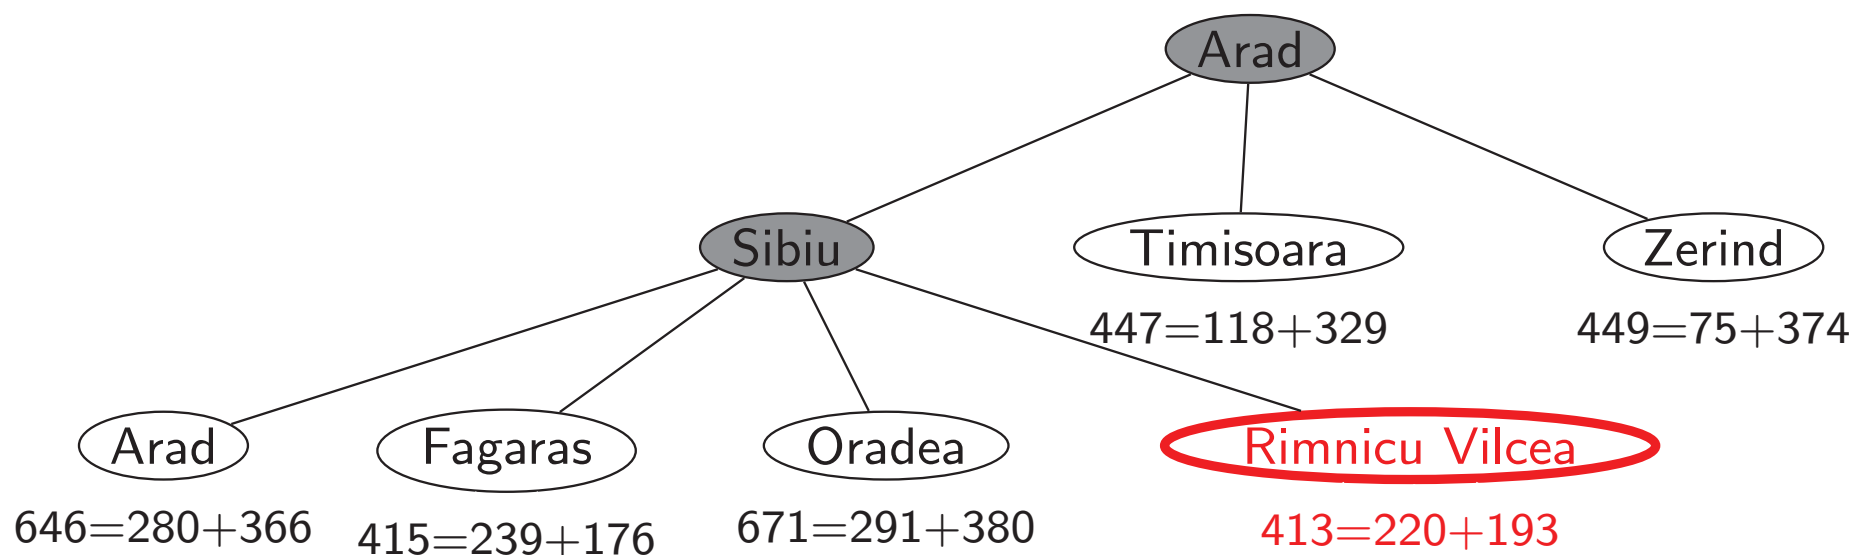 Arad
Sibiu
Timisoara
Zerind
447=118+329
449=75+374
Arad
Fagaras
Oradea
Rimnicu Vilcea
646=280+366
415=239+176
671=291+380
413=220+193